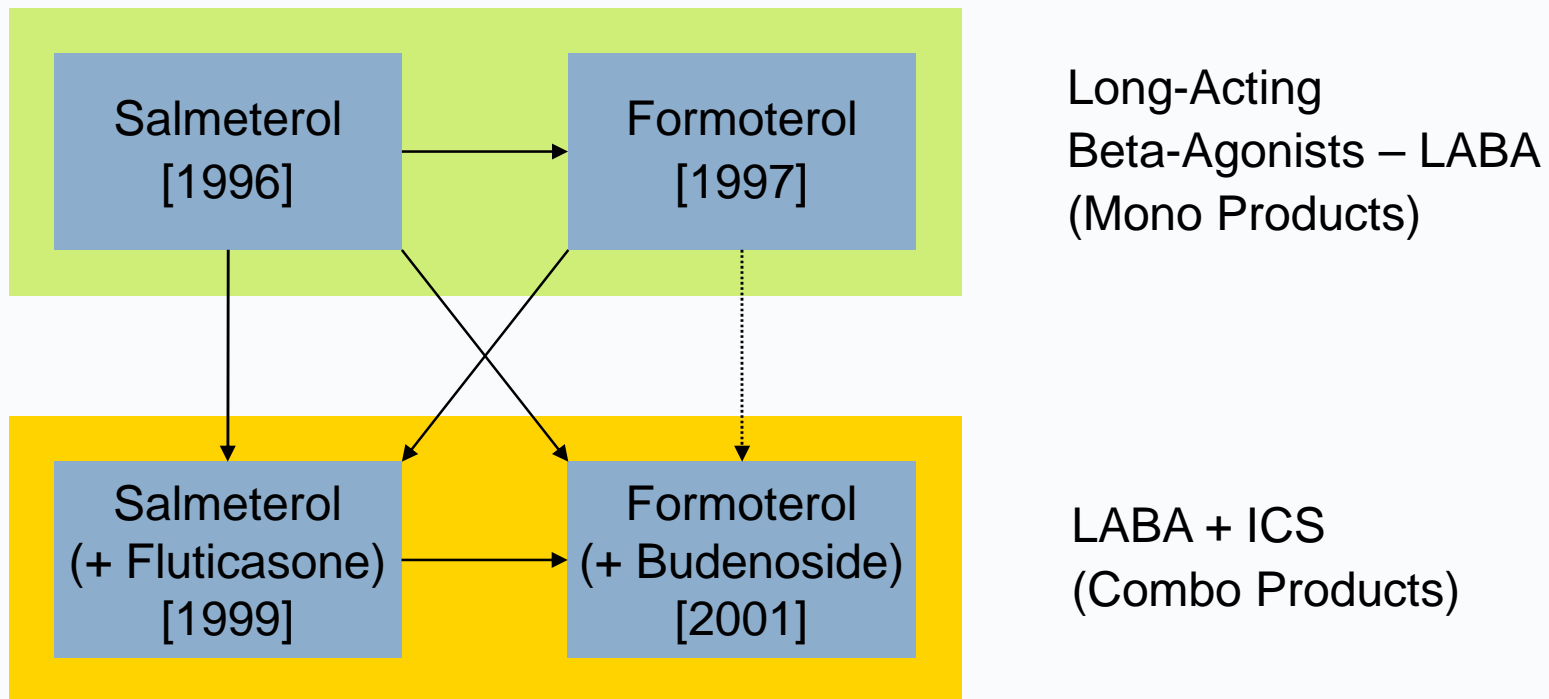 Salmeterol
[1996]
Formoterol
[1997]
Long-Acting
Beta-Agonists – LABA
(Mono Products)
Salmeterol
(+ Fluticasone)
[1999]
Formoterol
(+ Budenoside)
[2001]
LABA + ICS
(Combo Products)